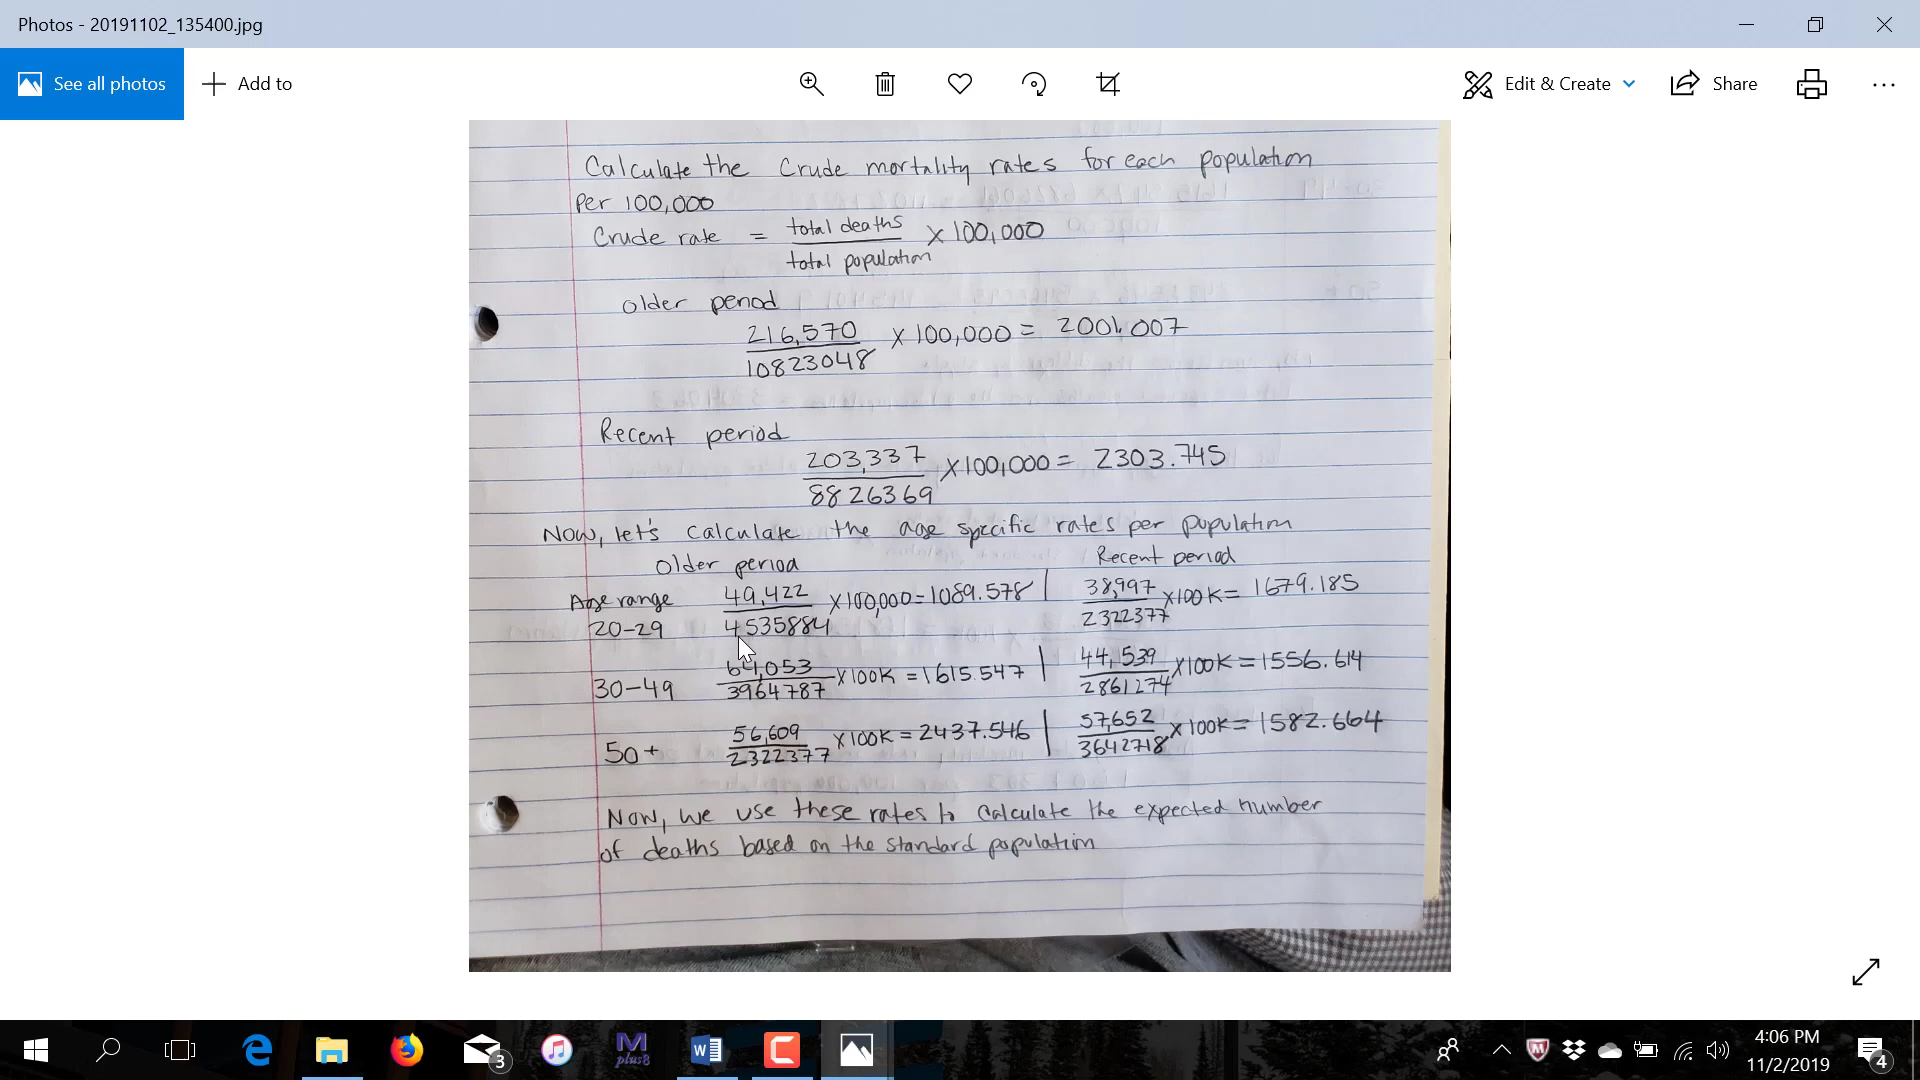 Photos - 20191102_135400.jpg
See all photos
Add to
Edit & Create
Share
Calculate the Crude mortality rates for each population
Per 100,000
Crude rate = total deaths / total population X 100,000
older period
216,570 / 10823048 X 100,000 = 2001.007
Recent period
203,337 / 8826369 X 100,000 = 2303.745
Now, let's calculate the age specific rates per population
older period Recent period
Age range 49,422 / 4535884 X 100,000 = 1089.578 | 38,997 / 2322377 X 100K = 1679.185
20-29
30-49 64,053 / 3964787 X 100K = 1615.547 | 44,539 / 2861274 X 100K = 1556.614
50+ 56,609 / 2322377 X 100K = 2437.546 | 57,652 / 3642718 X 100K = 1582.664
Now, we use these rates to calculate the expected number
of deaths based on the standard population
3
M
plus8
4:06 PM
11/2/2019
4